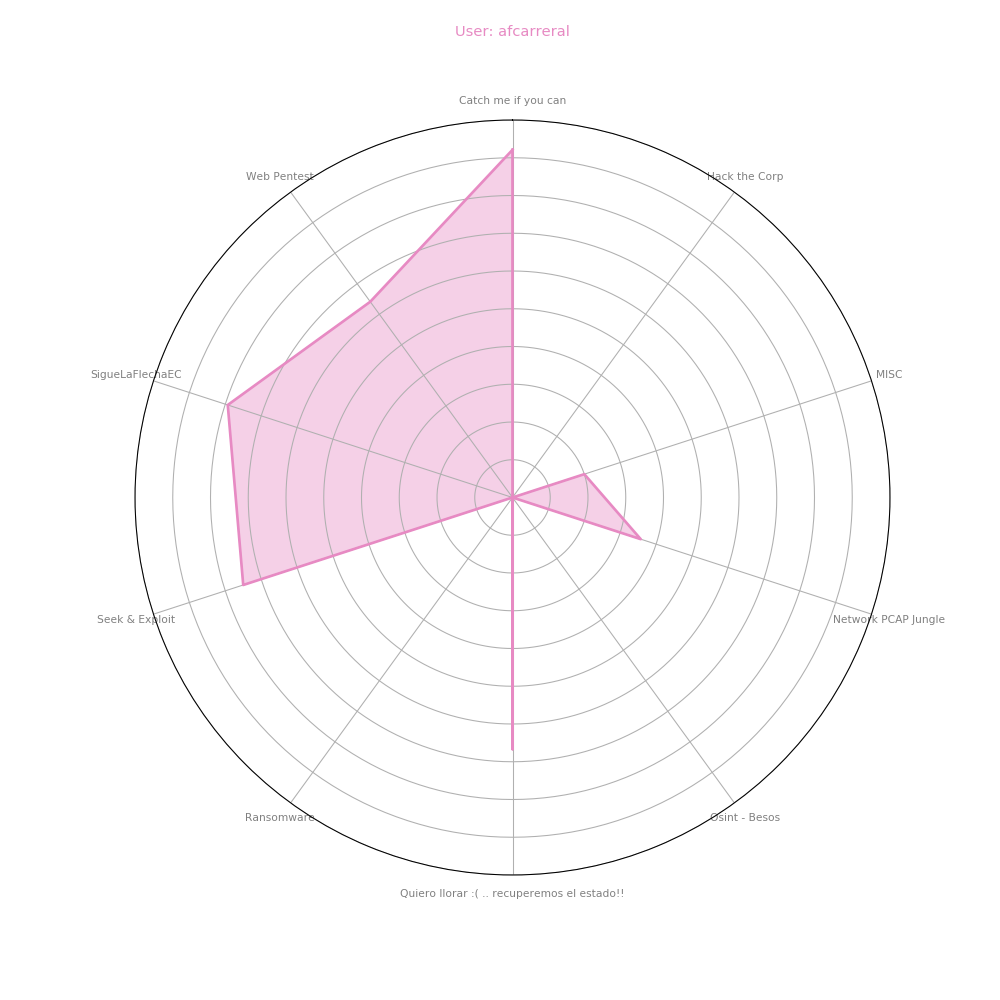 User: afcarreral
Catch me if you can
Web Pentest
Hack the Corp
SigueLaFlechaEC
MISC
Seek & Exploit
Network PCAP Jungle
Ransomware
Osint - Besos
Quiero llorar :( .. recuperemos el estado!!